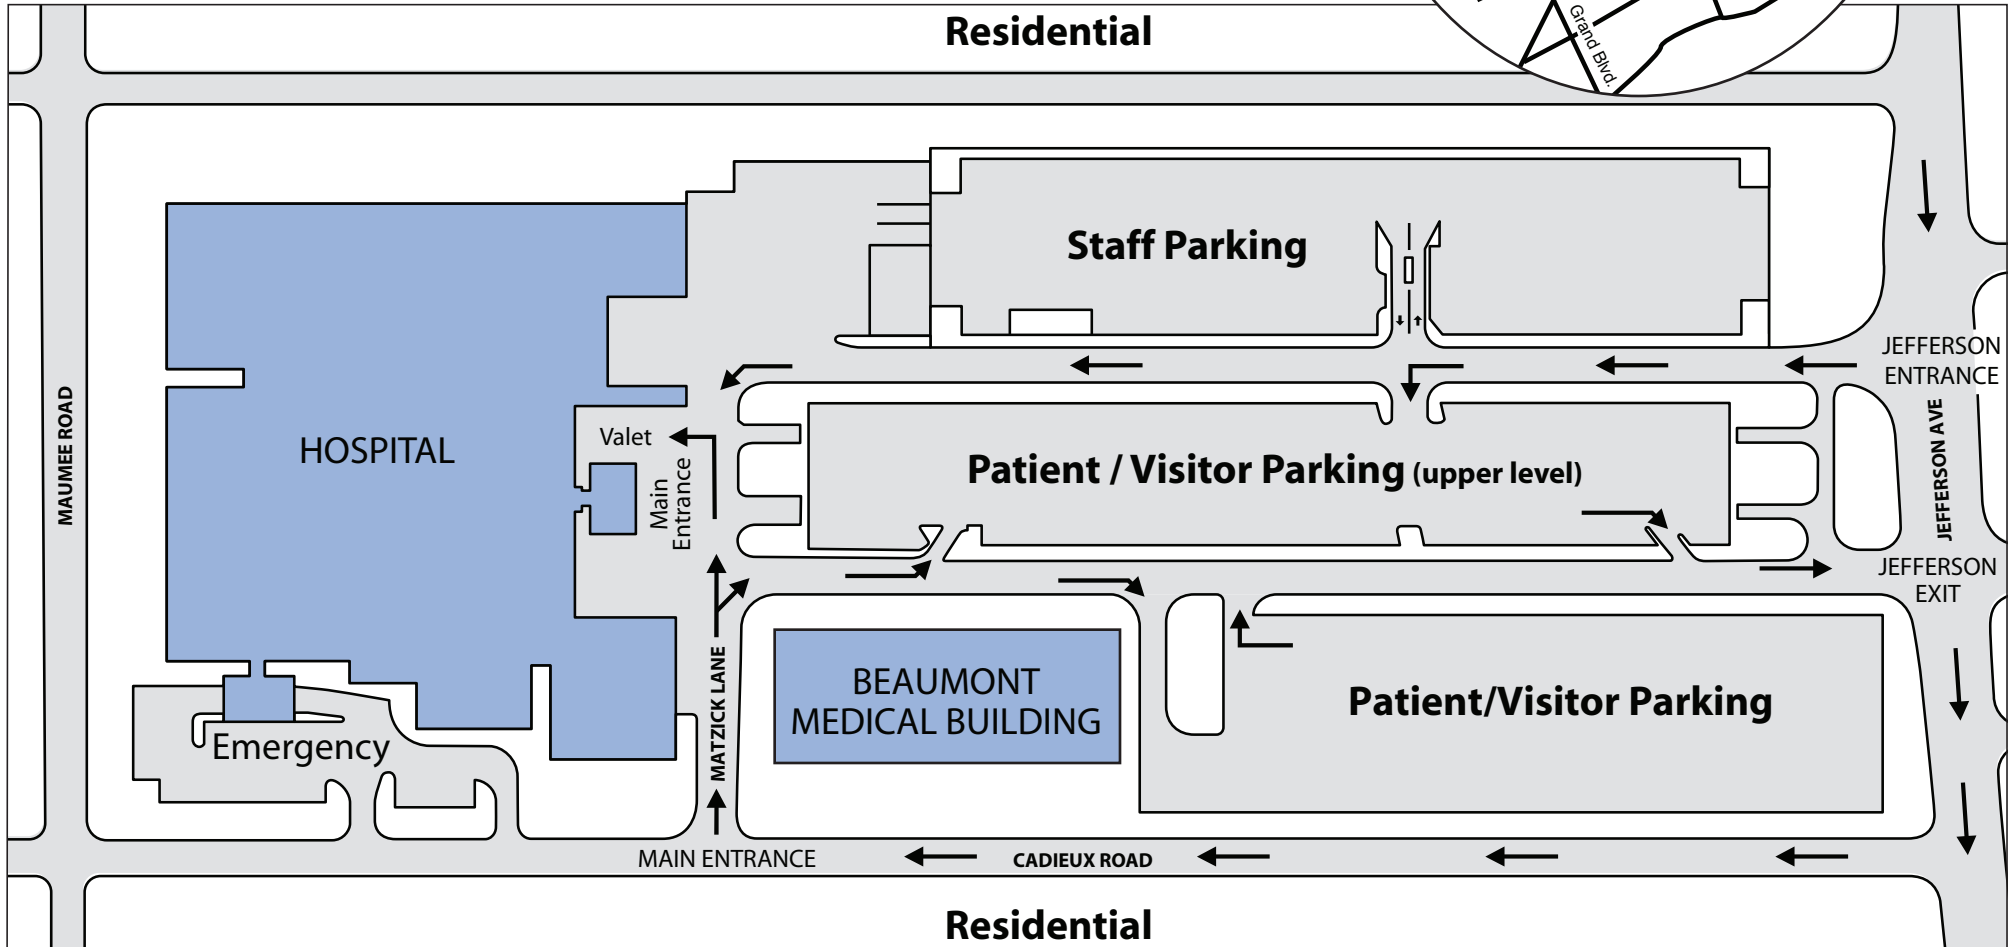 Residential
Grand Blvd.
Staff Parking
JEFFERSON
ENTRANCE
MAUMEE ROAD
HOSPITAL
Valet
Main
Entrance
Patient / Visitor Parking (upper level)
JEFFERSON AVE
JEFFERSON
EXIT
MATZICK LANE
BEAUMONT
MEDICAL BUILDING
Patient/Visitor Parking
Emergency
MAIN ENTRANCE
CADIEUX ROAD
Residential